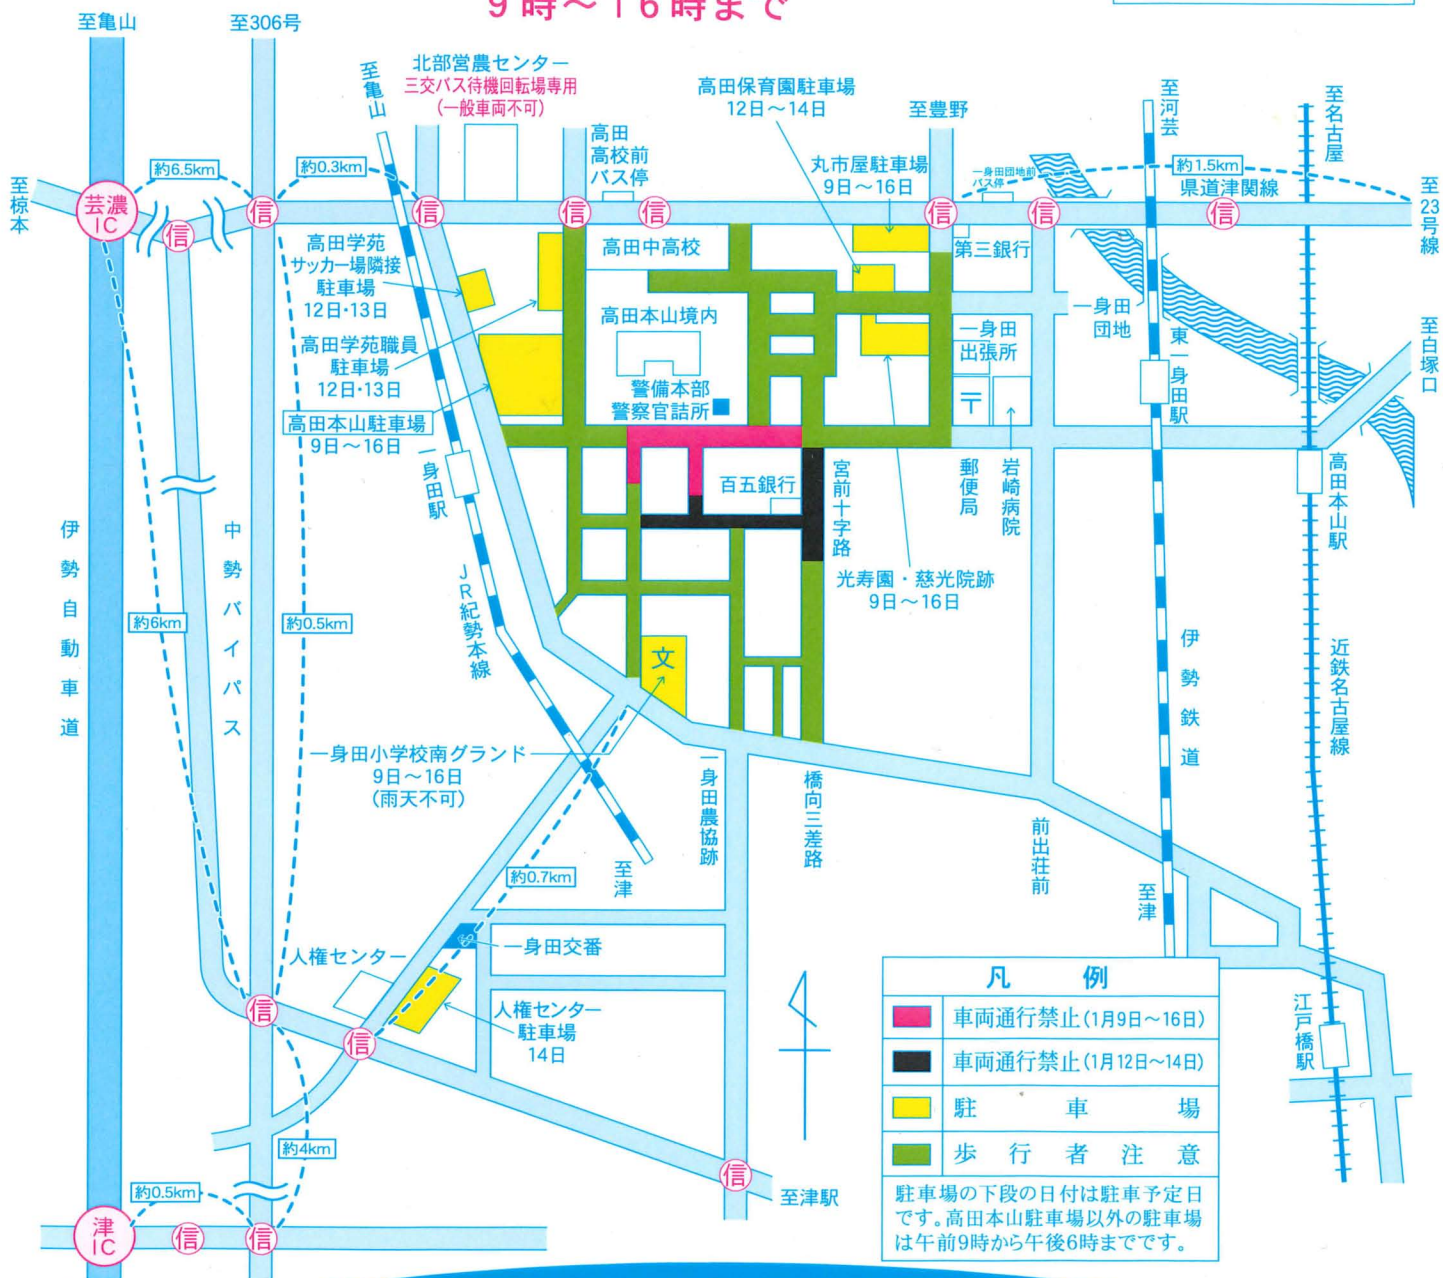 9時～16時まで
至亀山
至306号
至亀山
北部営農センター
三交バス待機回転場専用
(一般車両不可)
高田
高校前
バス停
高田保育園駐車場
12日～14日
至豊野
丸市屋駐車場
9日～16日
一身田団地前
バス停
至河芸
至名古屋
約1.5km
県道津関線
至23号線
至椋本
芸濃
IC
約6.5km
約0.3km
信
信
信
信
信
信
信
信
高田学苑
サッカー場隣接
駐車場
12日・13日
高田中高校
第三銀行
高田学苑職員
駐車場
12日・13日
高田本山境内
警備本部
警察官詰所
一身田
出張所
一身田
団地
東一身田駅
至白塚口
高田本山駐車場
9日～16日
一身田駅
百五銀行
宮前十字路
〒
郵便局
岩崎病院
高田本山駅
伊勢自動車道
中勢バイパス
約6km
約0.5km
JR紀勢本線
光寿園・慈光院跡
9日～16日
文
伊勢鉄道
近鉄名古屋線
一身田小学校南グランド
9日～16日
(雨天不可)
一身田農協跡
橋向三差路
前出荘前
至津
至津
約0.7km
一身田交番
人権センター
人権センター
駐車場
14日
信
信
江戸橋駅
約4km
約0.5km
津
IC
信
信
信
至津駅
凡例
車両通行禁止(1月9日～16日)
車両通行禁止(1月12日～14日)
駐車場
歩行者注意
駐車場の下段の日付は駐車予定日
です。高田本山駐車場以外の駐車場
は午前9時から午後6時までです。